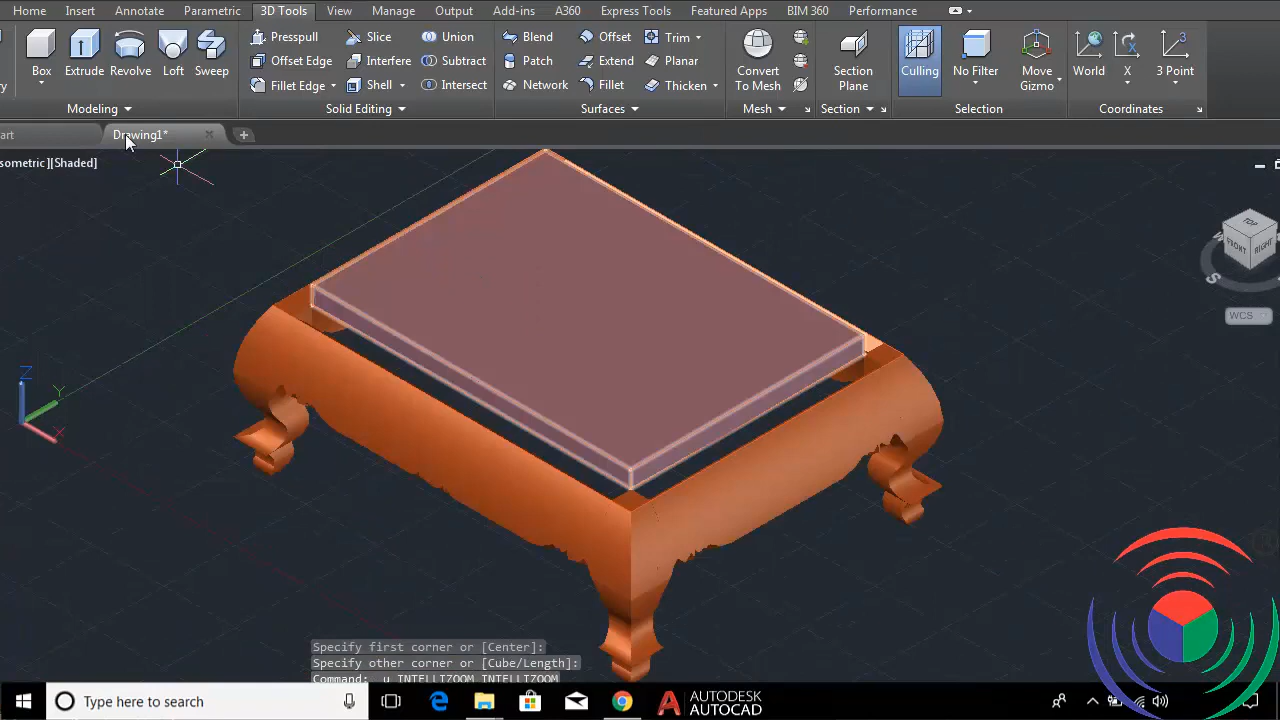 Home Insert Annotate Parametric 3D Tools View Manage Output Add-ins A360 Express Tools Featured Apps BIM 360 Performance
Presspull Slice Union Blend Offset Trim
Offset Edge Interfere Subtract Patch Extend Planar
Fillet Edge Shell Intersect Network Fillet Thicken
Box Extrude Revolve Loft Sweep
Convert To Mesh
Section Plane
Culling No Filter
Move Gizmo
World X 3 Point
Modeling Solid Editing Surfaces Mesh Section Selection Coordinates
art Drawing1*
sometric][Shaded]
TOP
FRONT RIGHT
W
S
WCS
Z
Y
X
Specify first corner or [Center]:
Specify other corner or [Cube/Length]:
Command: _u INTELLIZOOM INTELLIZOOM
Type here to search
AUTODESK
AUTOCAD